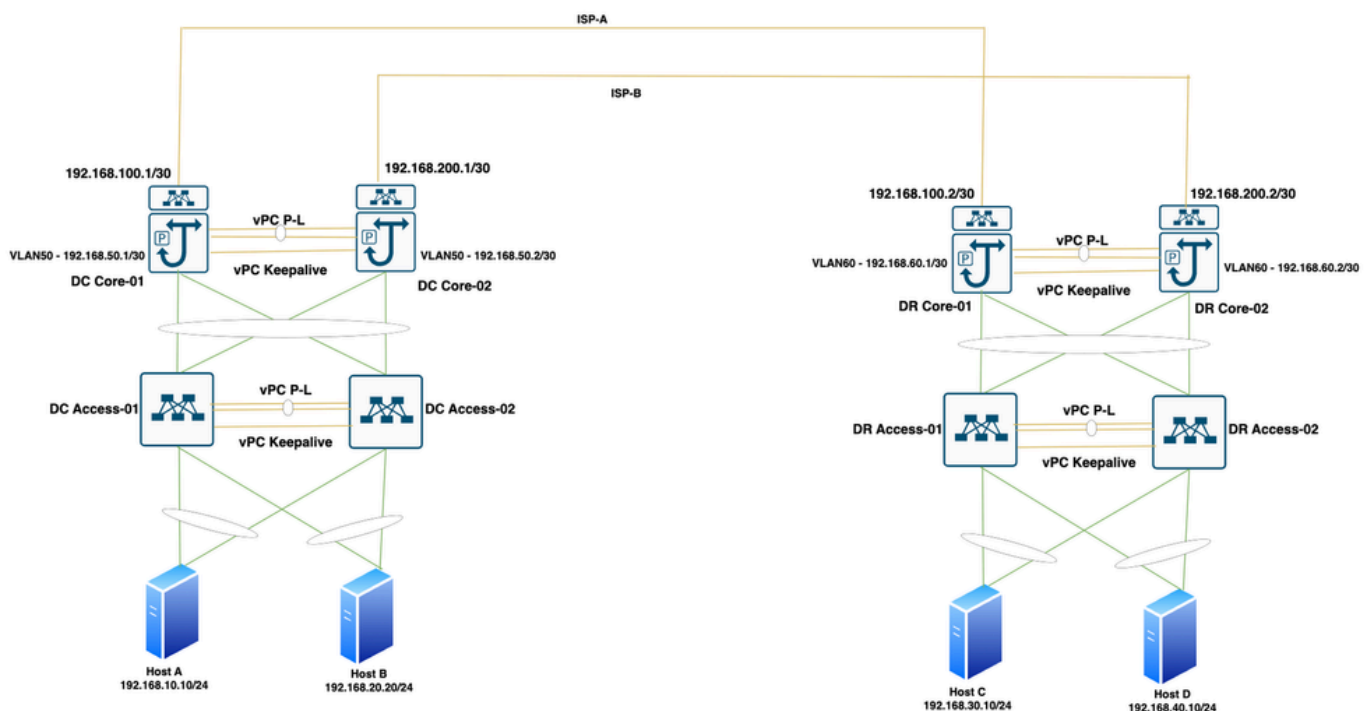 ISP-A
ISP-B
192.168.100.1/30
192.168.200.1/30
192.168.100.2/30
192.168.200.2/30
P
P
P
P
vPC P-L
vPC P-L
VLAN50 - 192.168.50.1/30
VLAN50 - 192.168.50.2/30
VLAN60 - 192.168.60.1/30
VLAN60 - 192.168.60.2/30
vPC Keepalive
vPC Keepalive
DC Core-01
DC Core-02
DR Core-01
DR Core-02
vPC P-L
vPC P-L
DC Access-01
DC Access-02
DR Access-01
DR Access-02
vPC Keepalive
vPC Keepalive
Host A
192.168.10.10/24
Host B
192.168.20.20/24
Host C
192.168.30.10/24
Host D
192.168.40.10/24